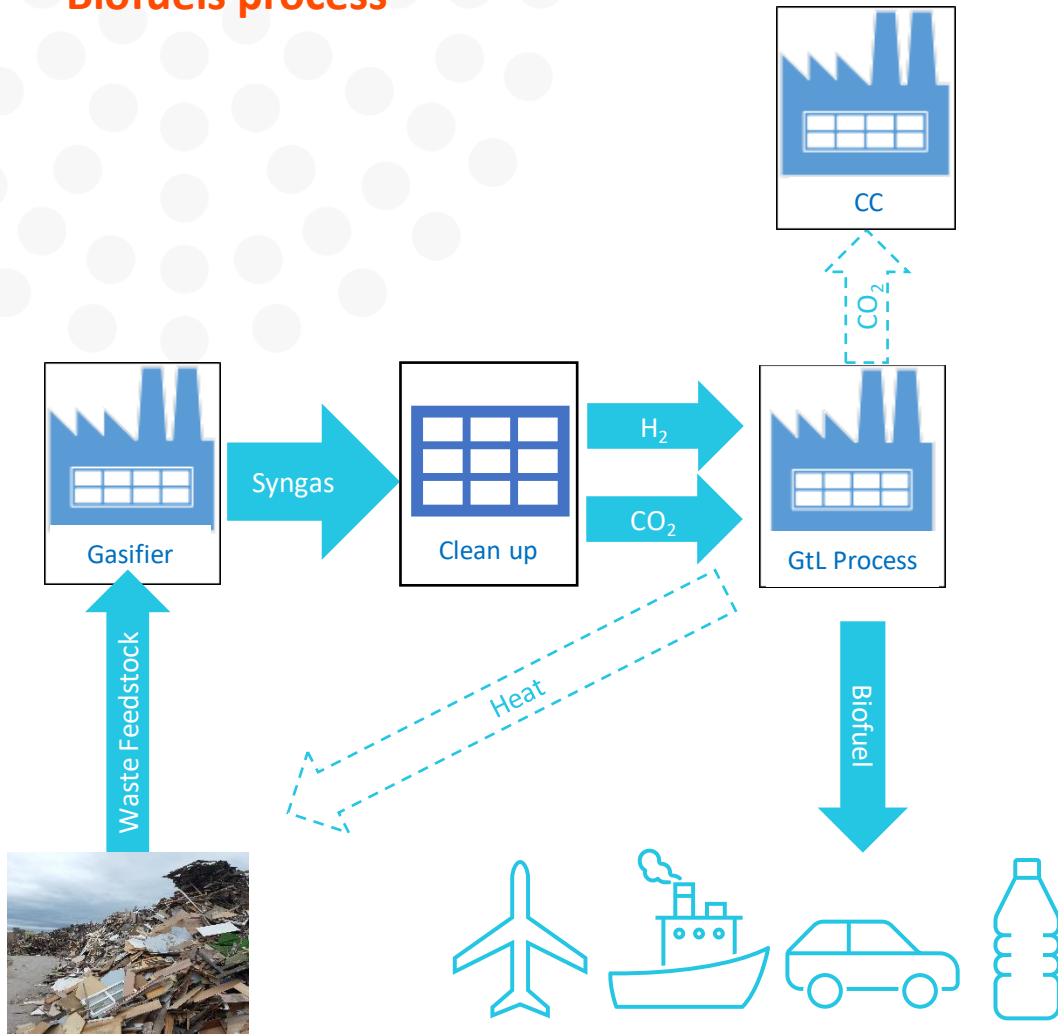 Biofuels process
CC
CO₂
Gasifier
Syngas
Clean up
H₂
CO₂
GtL Process
Waste Feedstock
Heat
Biofuel